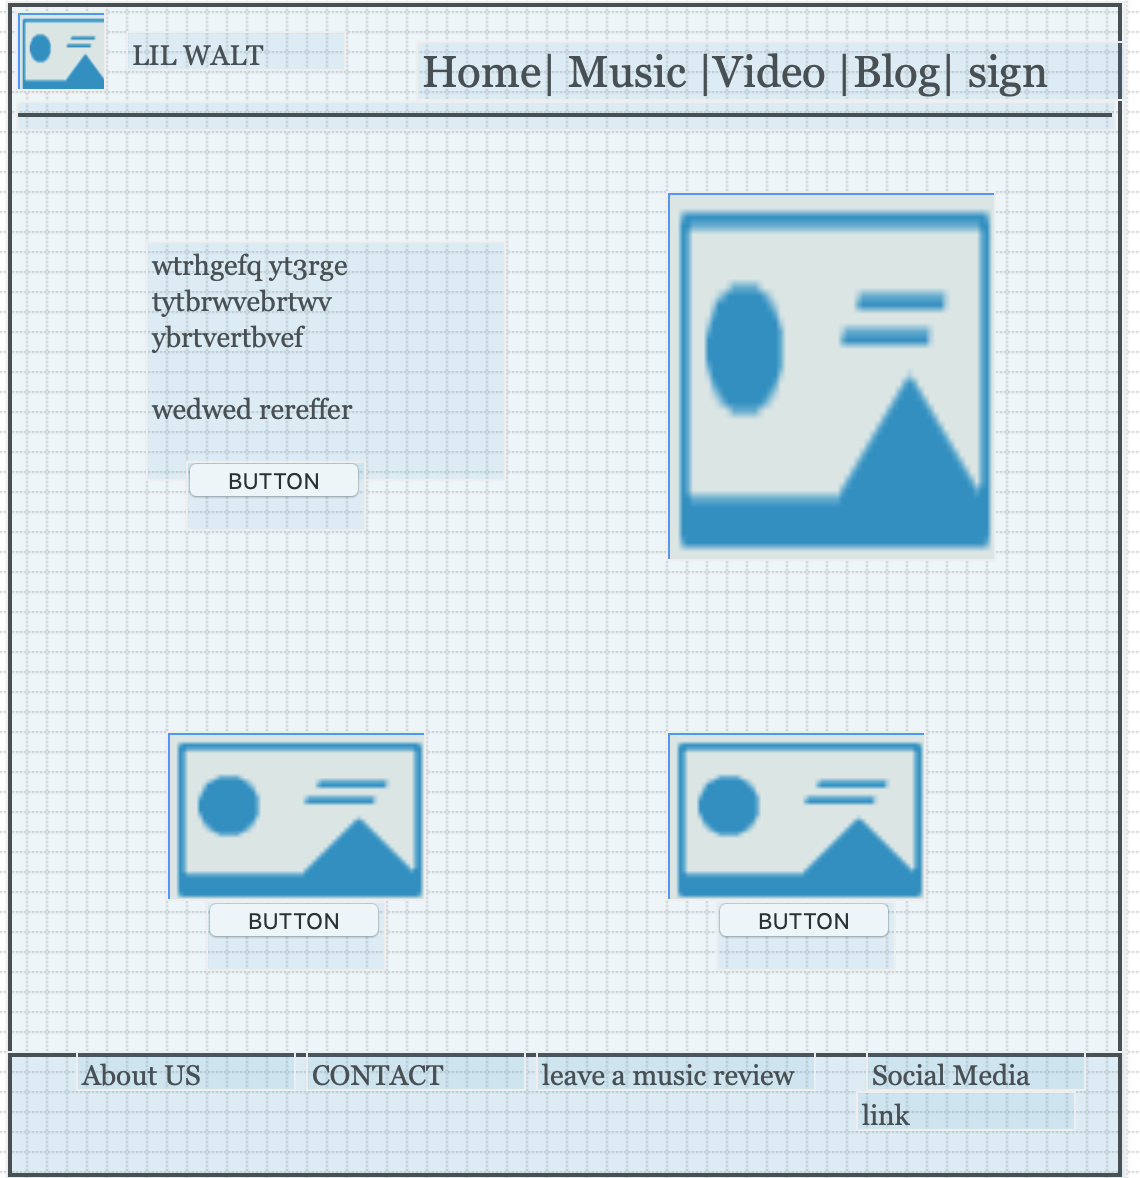 LIL WALT
Home| Music |Video |Blog| sign
wtrhgefq yt3rge
tytbrwvebrtwv
ybrtvertbvef
wedwed rereffer
BUTTON
BUTTON
BUTTON
About US
CONTACT
leave a music review
Social Media
link